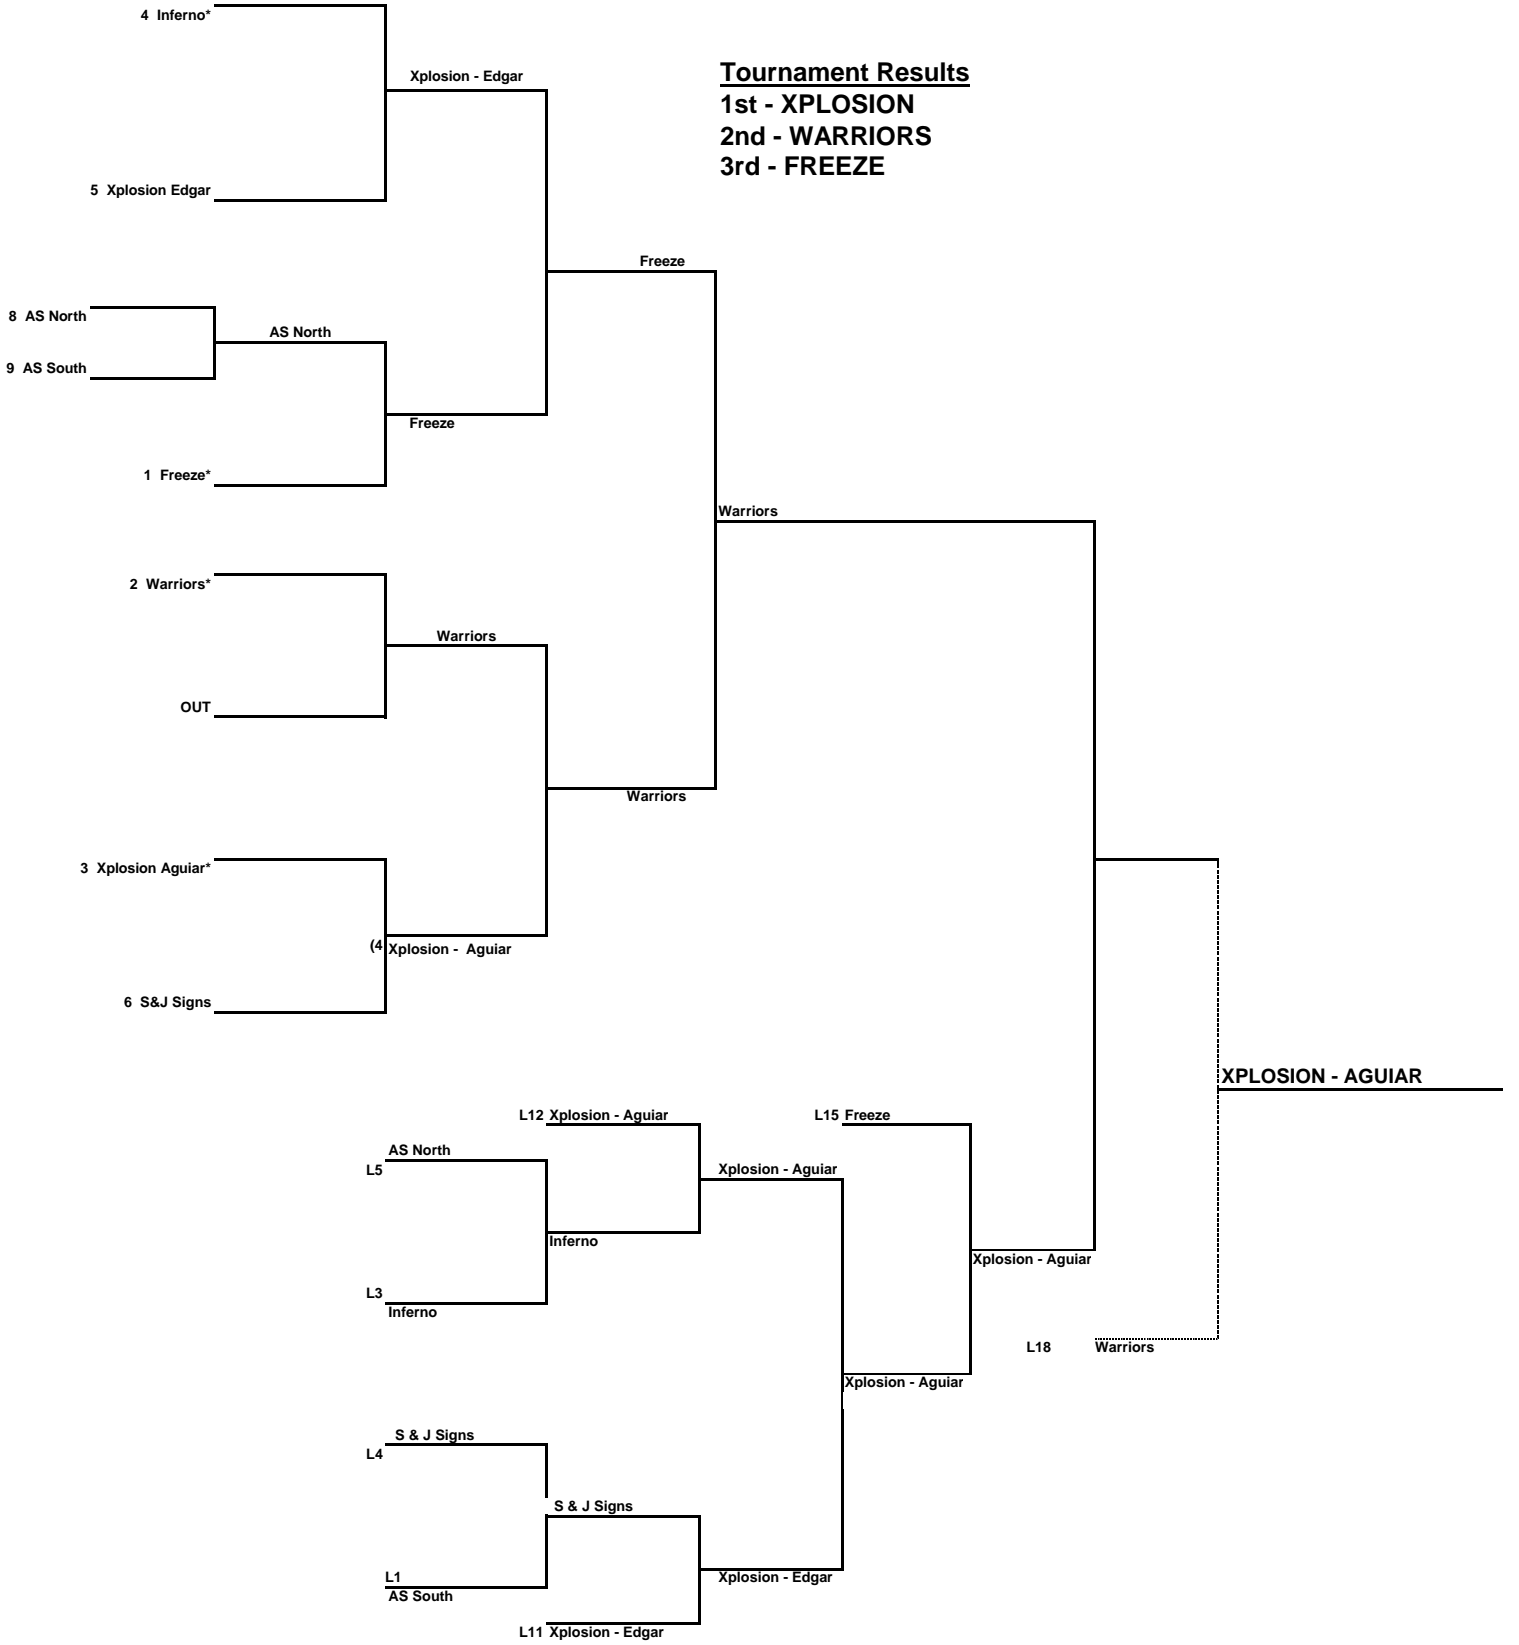 4 Inferno*
Xplosion - Edgar
Tournament Results
1st - XPLOSION
2nd - WARRIORS
3rd - FREEZE
5 Xplosion Edgar
Freeze
8 AS North
AS North
9 AS South
Freeze
1 Freeze*
Warriors
2 Warriors*
Warriors
OUT
Warriors
3 Xplosion Aguiar*
(4 Xplosion - Aguiar
6 S&J Signs
XPLOSION - AGUIAR
L12 Xplosion - Aguiar
L15 Freeze
AS North
L5
Xplosion - Aguiar
Inferno
Xplosion - Aguiar
L3
Inferno
L18 Warriors
Xplosion - Aguiar
S & J Signs
L4
S & J Signs
L1
AS South
Xplosion - Edgar
L11 Xplosion - Edgar